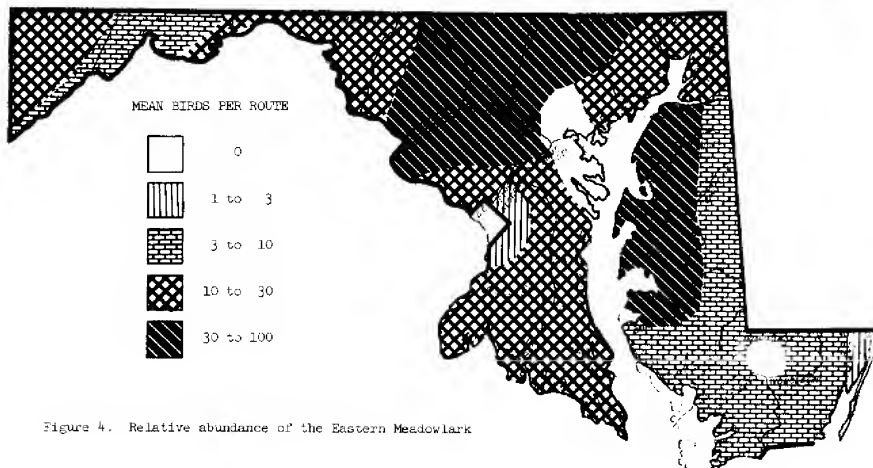 MEAN BIRDS PER ROUTE
0
1 to 3
3 to 10
10 to 30
30 to 100
Figure 4. Relative abundance of the Eastern Meadowlark